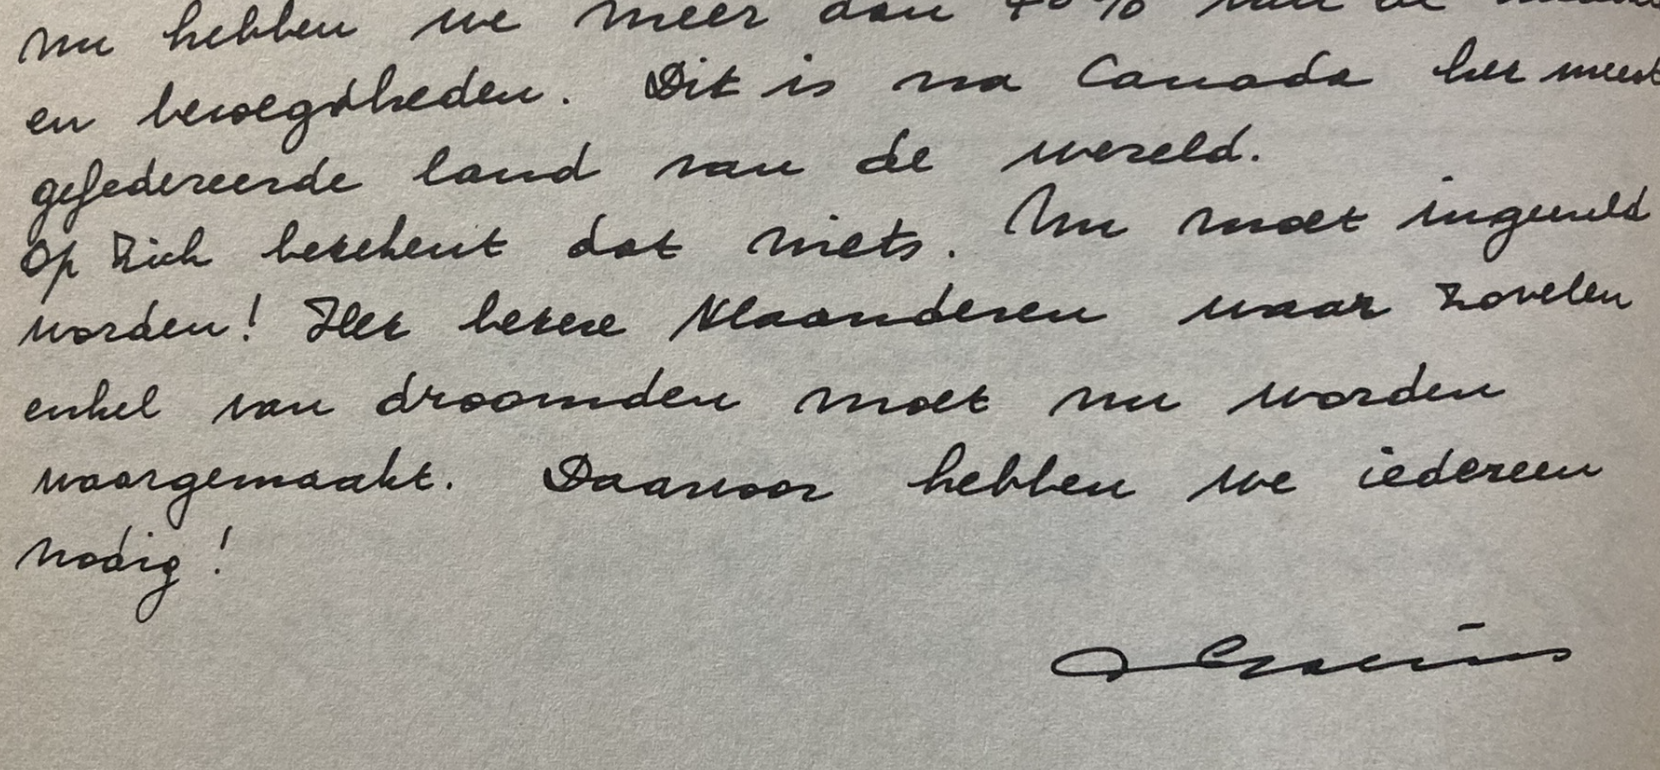 Nu hebben we meer dan 40% van de
en bevoegdheden. Dit is na Canada het meest
gefedereerde land van de wereld.
Op zich betekent dat niets. Nu moet ingevuld
worden! Het betere Vlaanderen waar zovelen
enkel van droomden moet nu worden
waargemaakt. Daarvoor hebben we iedereen
nodig!